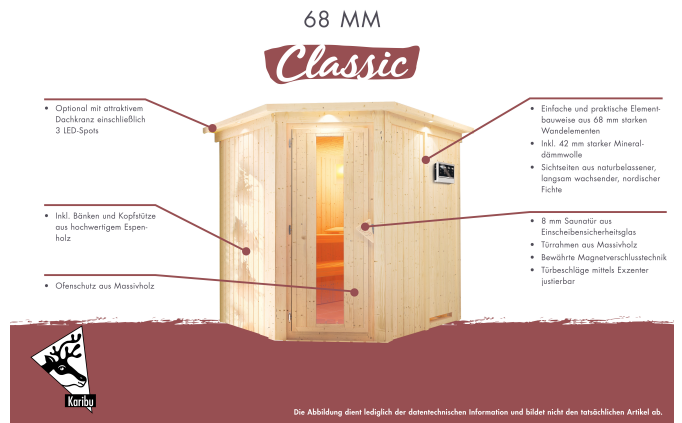 68 MM
Classic
• Optional mit attraktivem
Dachkranz einschließlich
3 LED-Spots
• Inkl. Bänken und Kopfstütze
aus hochwertigem Espen-
holz
• Ofenschutz aus Massivholz
• Einfache und praktische Element-
bauweise aus 68 mm starken
Wandelementen
• Inkl. 42 mm starker Mineral-
dämmwolle
• Sichtseiten aus naturbelassener,
langsam wachsender, nordischer
Fichte
• 8 mm Saunatür aus
Einscheibensicherheitsglas
• Türrahmen aus Massivholz
• Bewährte Magnetverschlusstechnik
• Türbeschläge mittels Exzenter
justierbar
Karibu
Die Abbildung dient lediglich der datentechnischen Information und bildet nicht den tatsächlichen Artikel ab.